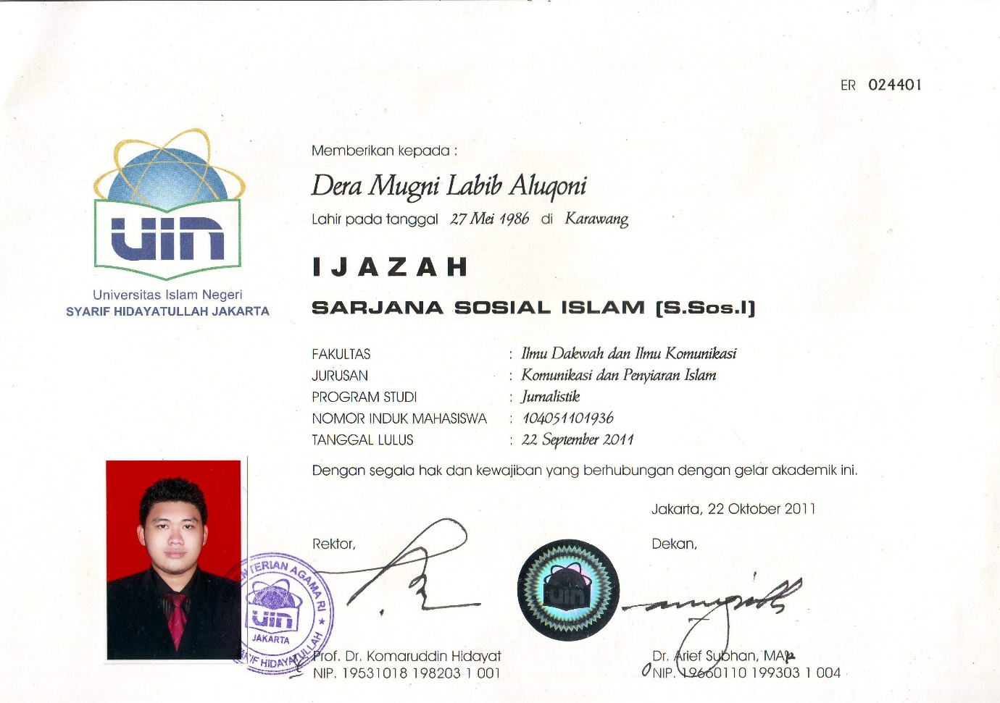 ER 024401
uin
Universitas Islam Negeri
SYARIF HIDAYATULLAH JAKARTA
Memberikan kepada :
Dera Mugni Labib Aluqoni
Lahir pada tanggal 27 Mei 1986 di Karawang
IJAZAH
SARJANA SOSIAL ISLAM (S.Sos.I)
FAKULTAS : Ilmu Dakwah dan Ilmu Komunikasi
JURUSAN : Komunikasi dan Penyiaran Islam
PROGRAM STUDI : Jurnalistik
NOMOR INDUK MAHASISWA : 104051101936
TANGGAL LULUS : 22 September 2011
Dengan segala hak dan kewajiban yang berhubungan dengan gelar akademik ini.
Jakarta, 22 Oktober 2011
Rektor,
Dekan,
AGAMA RI
uin
JAKARTA
HIDAYATULLAH
uin
Prof. Dr. Komaruddin Hidayat
NIP. 19531018 198203 1 001
Dr. Arief Subhan, MA
NIP. 19660110 199303 1 004